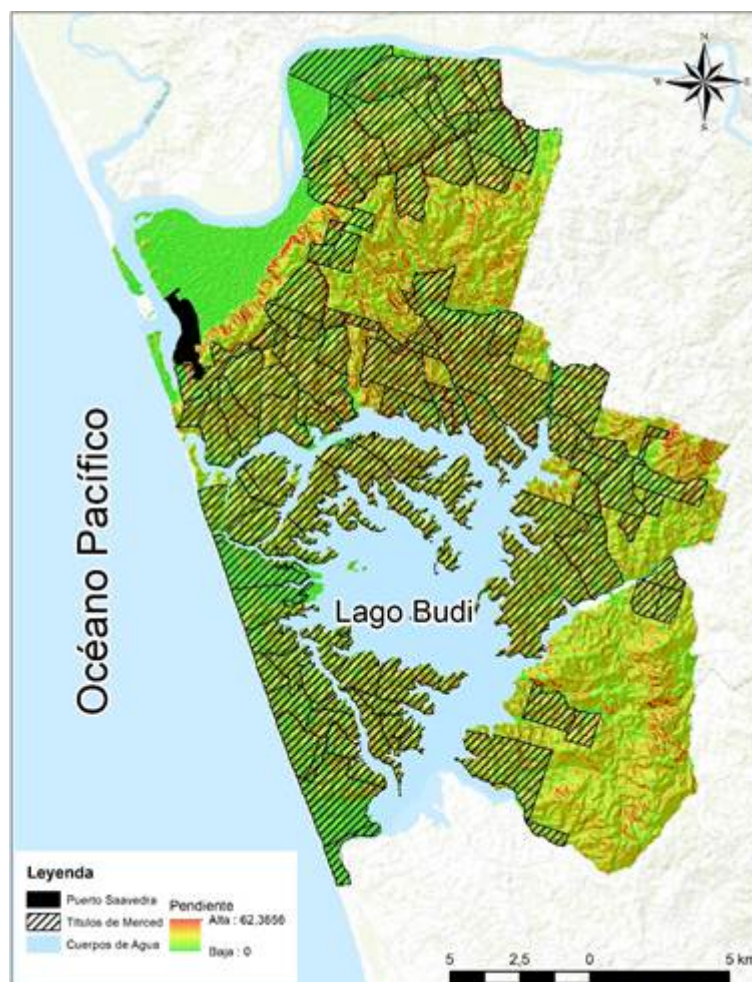 N
W
E
S
Océano Pacífico
Lago Budi
Leyenda
Puerto Saavedra
Títulos de Merced
Cuerpos de Agua
Pendiente
Alta : 62,3656
Baja : 0
5 2,5 0 5 km